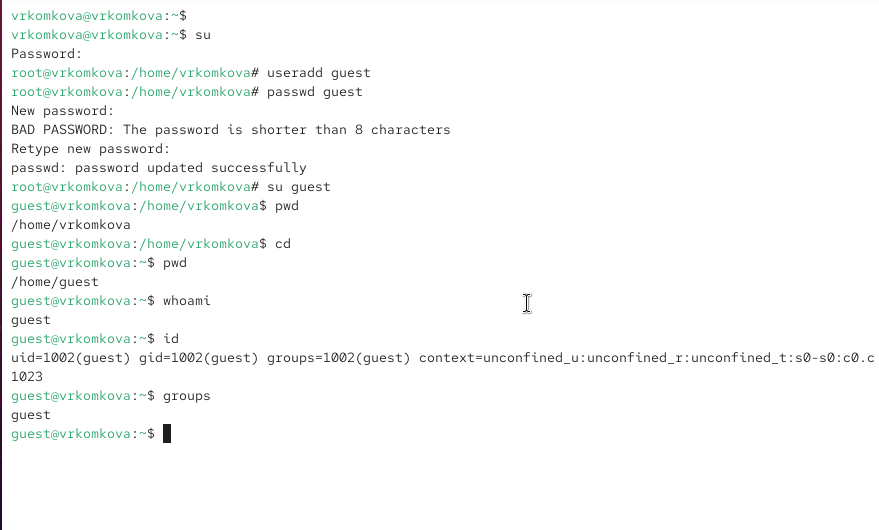 vrkomkova@vrkomkova:~$
vrkomkova@vrkomkova:~$ su
Password:
root@vrkomkova:/home/vrkomkova# useradd guest
root@vrkomkova:/home/vrkomkova# passwd guest
New password:
BAD PASSWORD: The password is shorter than 8 characters
Retype new password:
passwd: password updated successfully
root@vrkomkova:/home/vrkomkova# su guest
guest@vrkomkova:/home/vrkomkova$ pwd
/home/vrkomkova
guest@vrkomkova:/home/vrkomkova$ cd
guest@vrkomkova:~$ pwd
/home/guest
guest@vrkomkova:~$ whoami
guest
guest@vrkomkova:~$ id
uid=1002(guest) gid=1002(guest) groups=1002(guest) context=unconfined_u:unconfined_r:unconfined_t:s0-s0:c0.c
1023
guest@vrkomkova:~$ groups
guest
guest@vrkomkova:~$